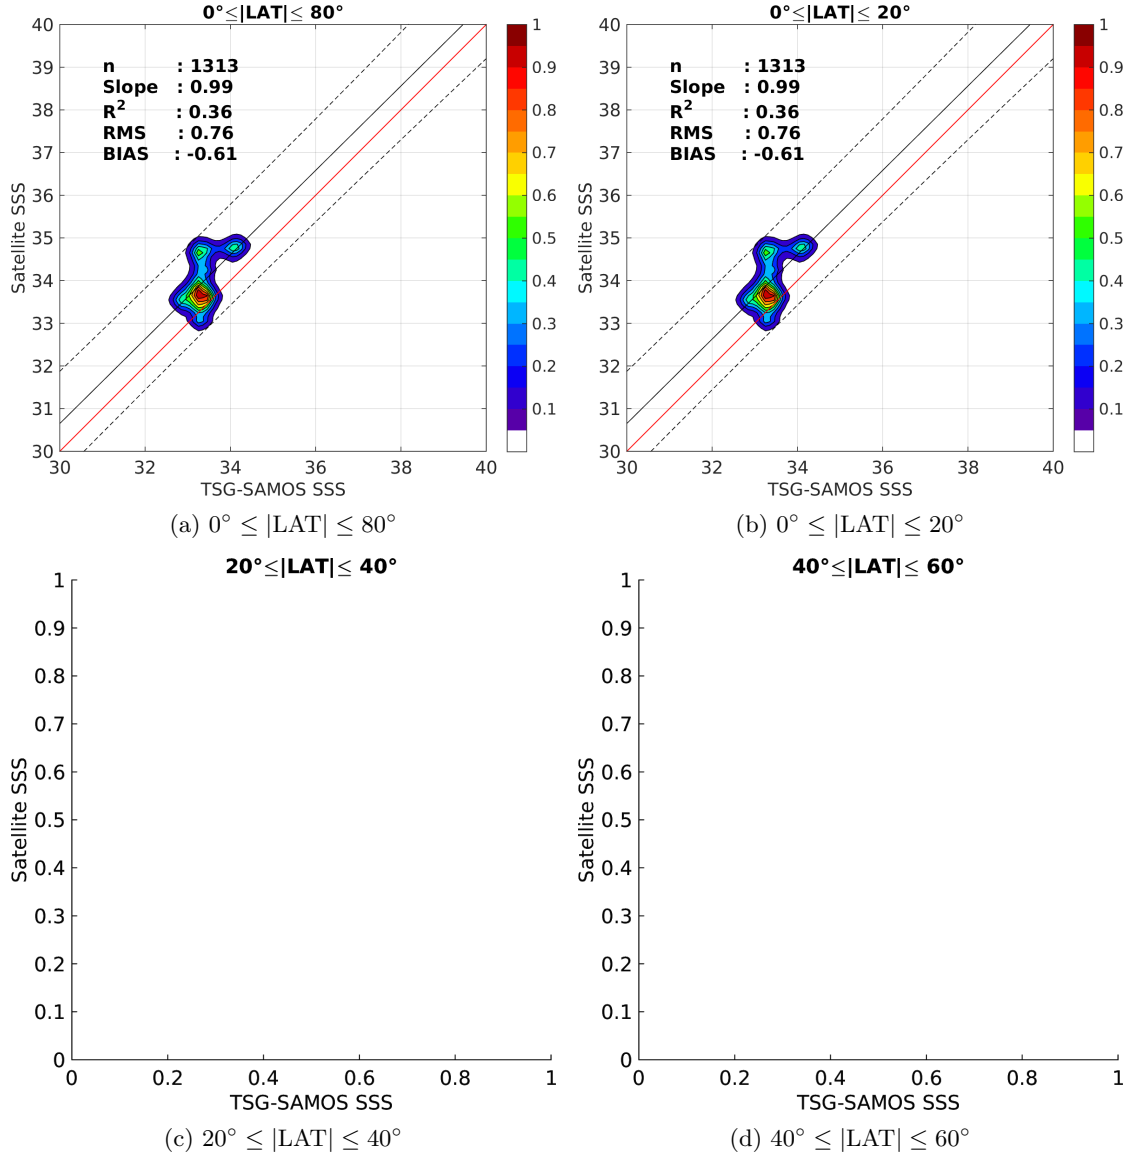 0°≤|LAT|≤ 80°
40
39
38
37
36
35
34
33
32
31
30
Satellite SSS
n : 1313
Slope : 0.99
R² : 0.36
RMS : 0.76
BIAS : -0.61
30 32 34 36 38 40
TSG-SAMOS SSS
1
0.9
0.8
0.7
0.6
0.5
0.4
0.3
0.2
0.1
(a) 0° ≤ |LAT| ≤ 80°
0°≤|LAT|≤ 20°
40
39
38
37
36
35
34
33
32
31
30
Satellite SSS
n : 1313
Slope : 0.99
R² : 0.36
RMS : 0.76
BIAS : -0.61
30 32 34 36 38 40
TSG-SAMOS SSS
1
0.9
0.8
0.7
0.6
0.5
0.4
0.3
0.2
0.1
(b) 0° ≤ |LAT| ≤ 20°
20°≤|LAT|≤ 40°
1
0.9
0.8
0.7
0.6
0.5
0.4
0.3
0.2
0.1
0
Satellite SSS
0 0.2 0.4 0.6 0.8 1
TSG-SAMOS SSS
(c) 20° ≤ |LAT| ≤ 40°
40°≤|LAT|≤ 60°
1
0.9
0.8
0.7
0.6
0.5
0.4
0.3
0.2
0.1
0
Satellite SSS
0 0.2 0.4 0.6 0.8 1
TSG-SAMOS SSS
(d) 40° ≤ |LAT| ≤ 60°